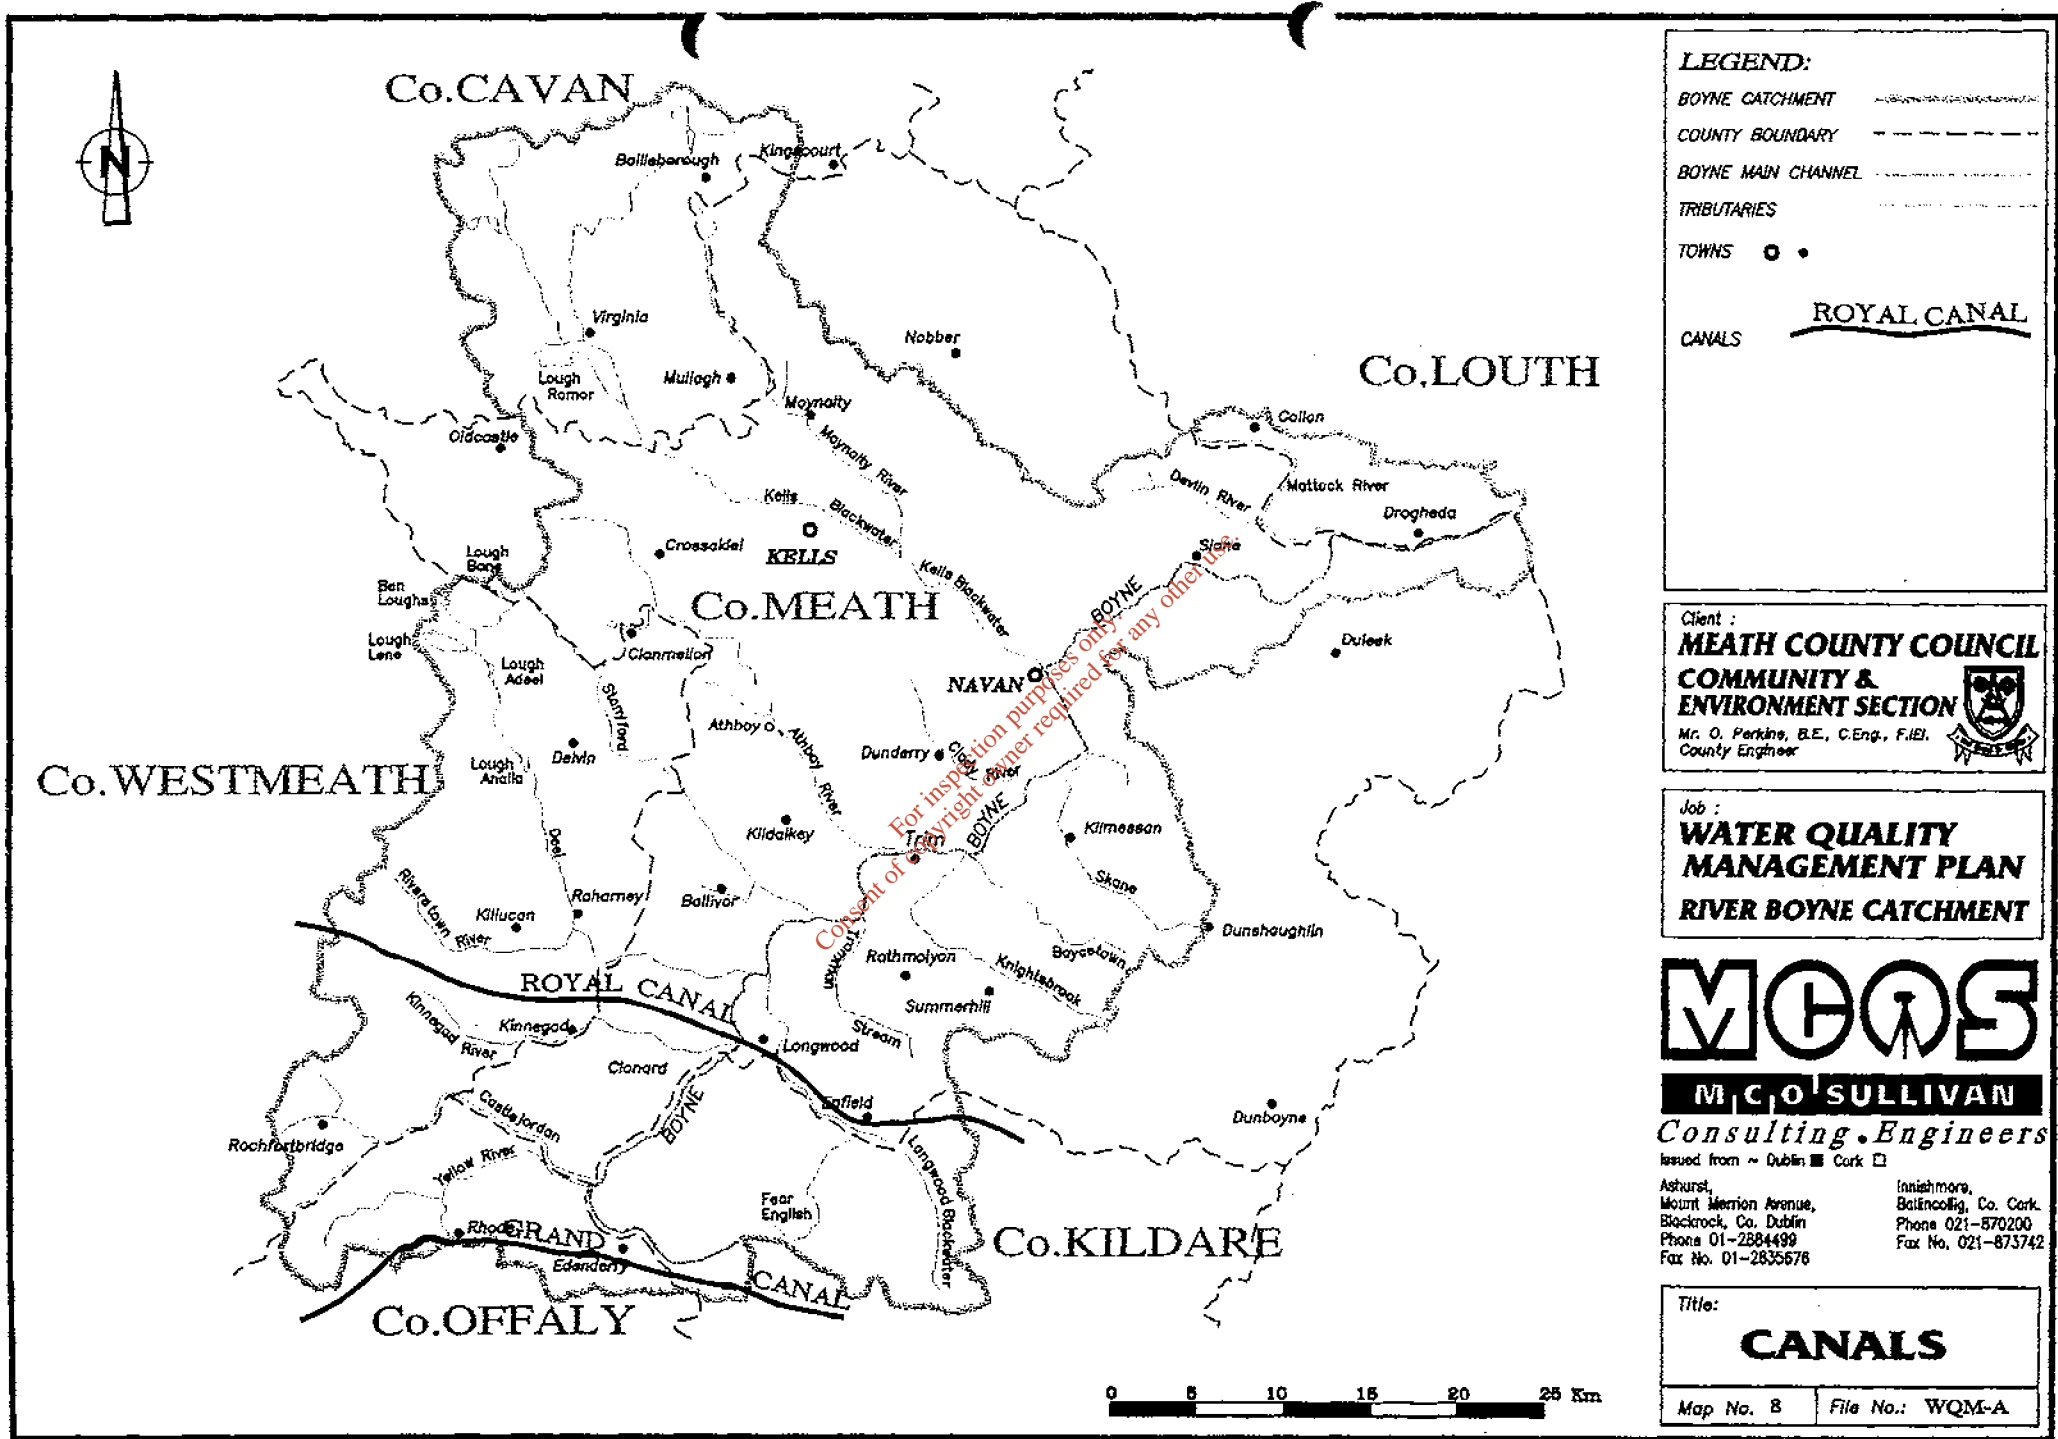 Co.CAVAN
Bailieborough
Kingscourt
Virginia
Nobber
Lough
Ramor
Mullagh
Moynalty
Moynalty River
Oldcastle
Co.LOUTH
Collon
Devlin River
Mattock River
Drogheda
Kells
Blackwater
KELLS
Crossakiel
Slane
Lough
Bane
Ben
Loughs
Kells Blackwater
Co.MEATH
BOYNE
Lough
Lene
Clonmellon
Duleek
Lough
Adeel
NAVAN
Stonyford
Athboy
Athboy River
Dunderry
Clady River
Delvin
Lough
Analla
Co.WESTMEATH
BOYNE
Kildalkey
Trim
Kilmessan
Deel
Skane
Riverstown
River
Killucan
Raharney
Ballivor
Dunshaughlin
Tromman
Stream
Rathmolyon
Boycetown
Knightsbrook
Summerhill
ROYAL CANAL
Kinnegad River
Kinnegad
Longwood
Clonard
BOYNE
Castlejordan
Enfield
Dunboyne
Rochfortbridge
Yellow River
Longwood Blackwater
Fear
English
Rhode
GRAND
CANAL
Edenderry
Co.KILDARE
Co.OFFALY
For inspection purposes only.
Consent of copyright owner required for any other use.
0 5 10 15 20 25 Km
N
LEGEND:
BOYNE CATCHMENT
COUNTY BOUNDARY
BOYNE MAIN CHANNEL
TRIBUTARIES
TOWNS
CANALS
ROYAL CANAL
Client :
MEATH COUNTY COUNCIL
COMMUNITY &
ENVIRONMENT SECTION
Mr. O. Perkins, B.E., C.Eng., F.IEI.
County Engineer
Job :
WATER QUALITY
MANAGEMENT PLAN
RIVER BOYNE CATCHMENT
MCOS
M.C.O'SULLIVAN
Consulting.Engineers
Issued from ~ Dublin Cork
Ashurst,
Mount Merrion Avenue,
Blackrock, Co. Dublin
Phone 01-2884499
Fax No. 01-2835676
Innishmore,
Ballincollig, Co. Cork.
Phone 021-870200
Fax No. 021-873742
Title:
CANALS
Map No. 8
File No.: WQM-A